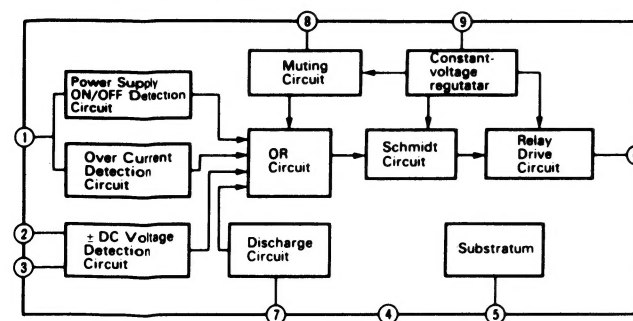 8
9
Muting
Circuit
Constant-
voltage
regutatar
Power Supply
ON/OFF Detection
Circuit
1
OR
Circuit
Schmidt
Circuit
Relay
Drive
Circuit
Over Current
Detection
Circuit
2
3
± DC Voltage
Detection
Circuit
Discharge
Circuit
Substratum
7
4
5